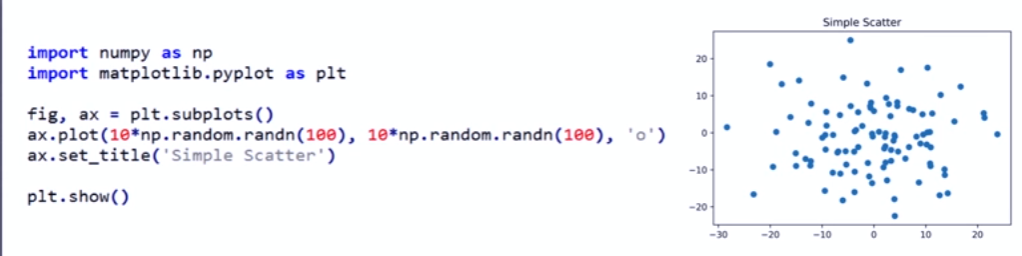 import numpy as np
import matplotlib.pyplot as plt
fig, ax = plt.subplots()
ax.plot(10*np.random.randn(100), 10*np.random.randn(100), 'o')
ax.set_title('Simple Scatter')
plt.show()
Simple Scatter
20
10
0
−10
−20
−30 −20 −10 0 10 20